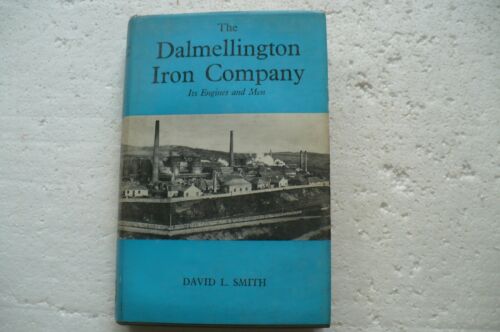 The
Dalmellington
Iron Company
Its Engines and Men
DAVID L. SMITH